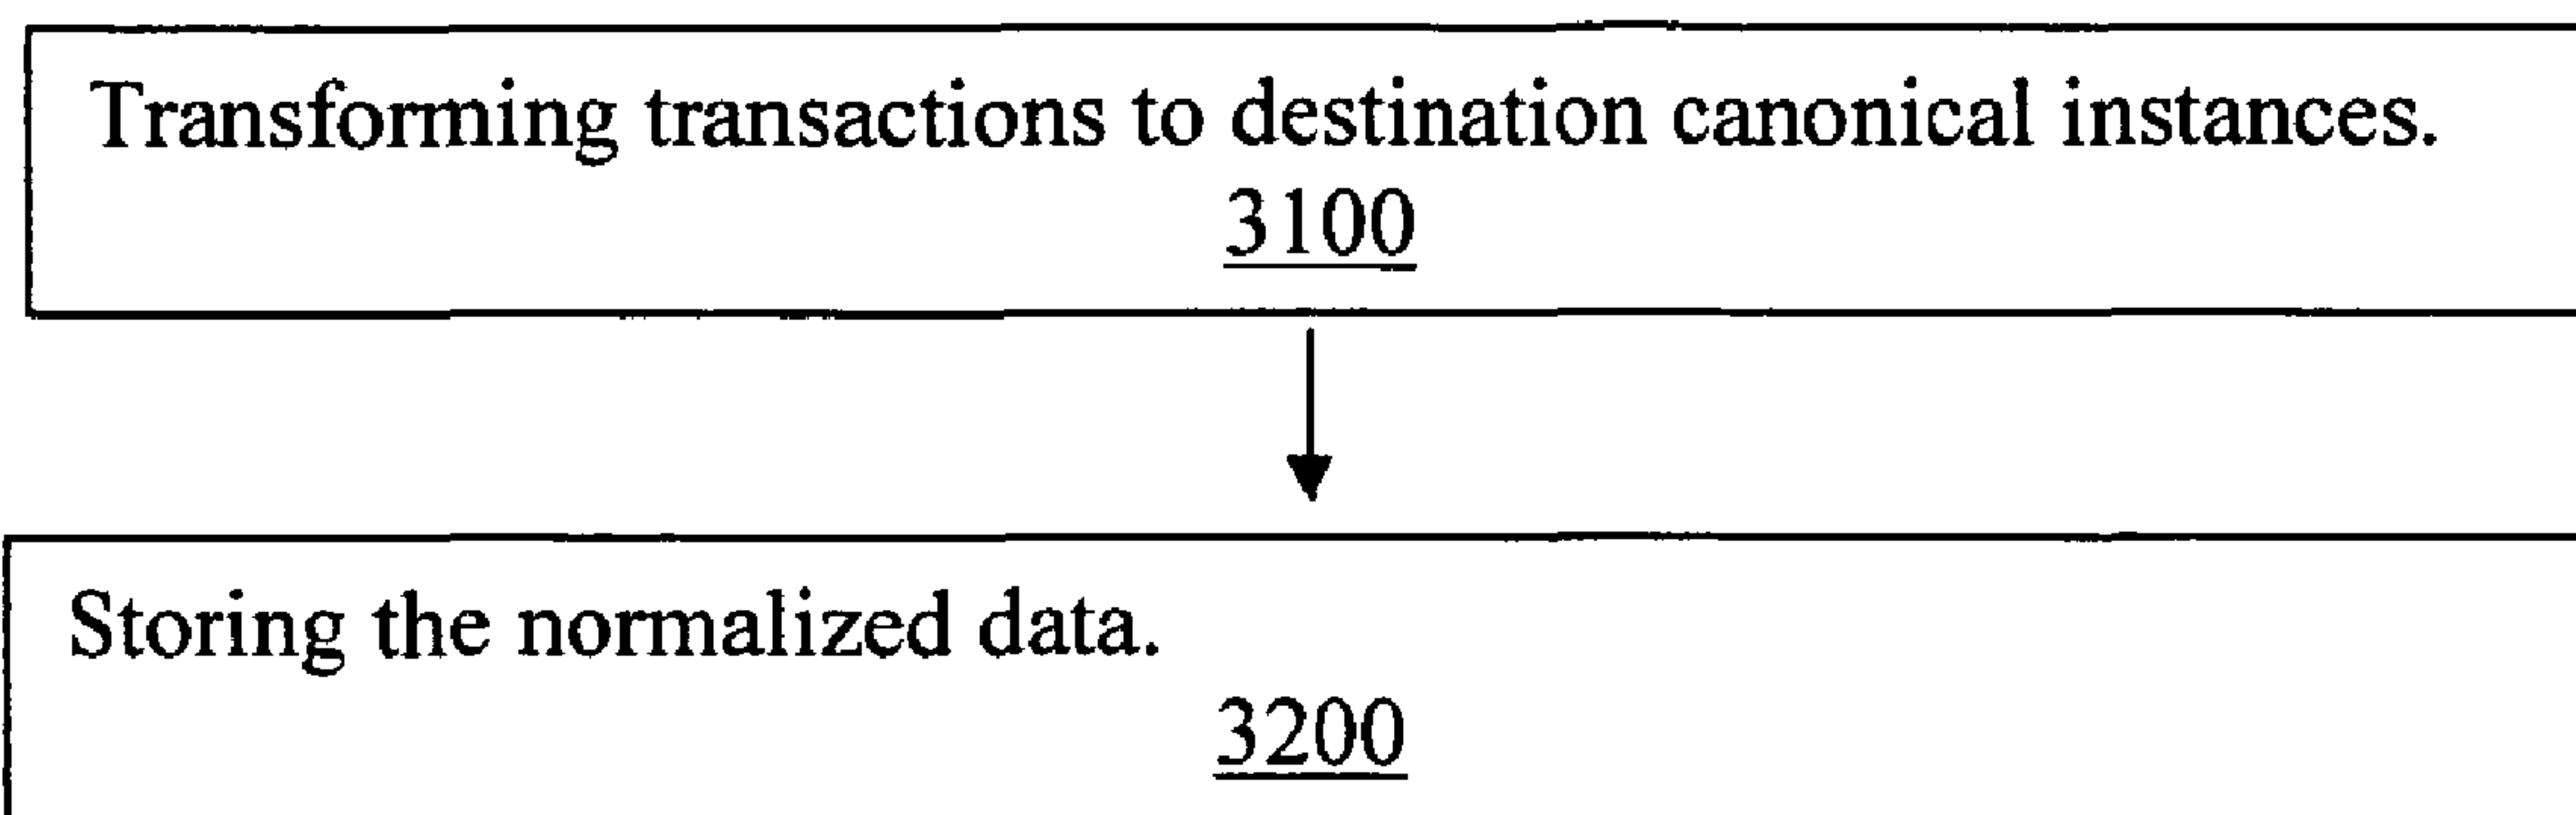 Transforming transactions to destination canonical instances.
3100
Storing the normalized data.
3200